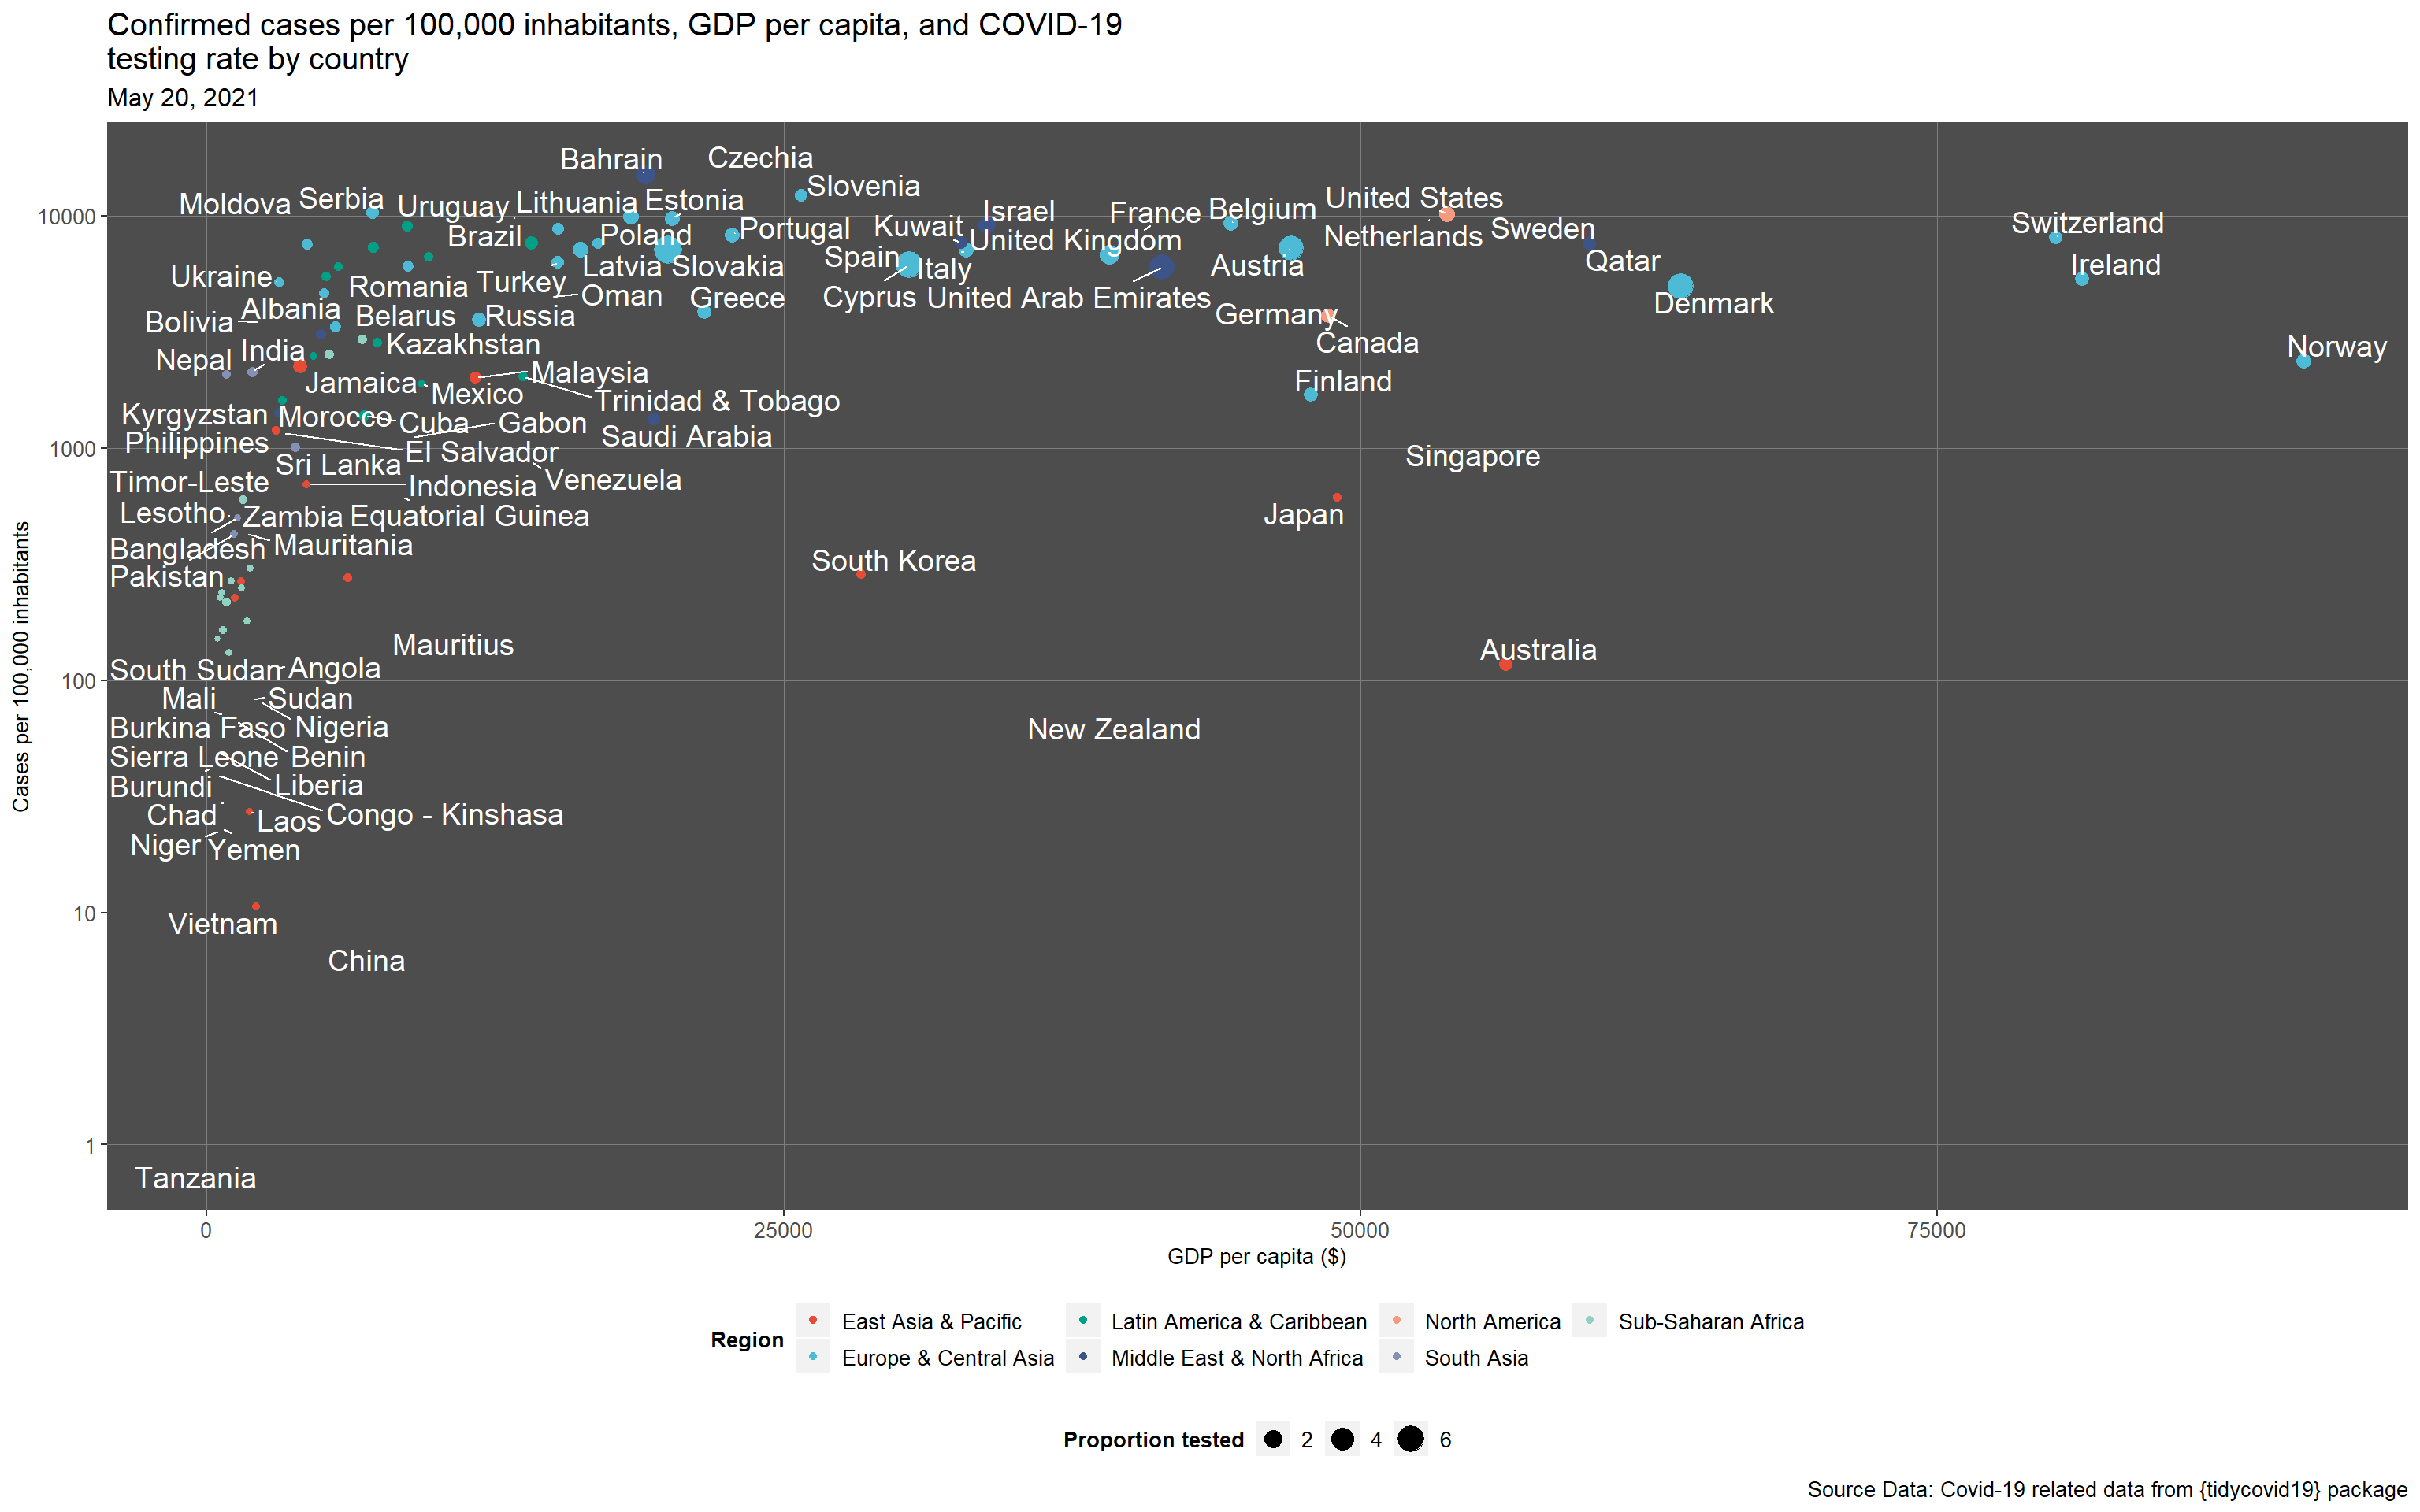 Confirmed cases per 100,000 inhabitants, GDP per capita, and COVID-19
testing rate by country
May 20, 2021
Cases per 100,000 inhabitants
10000
1000
100
10
1
Bahrain
Czechia
Slovenia
Moldova
Serbia
Uruguay
Lithuania
Estonia
Brazil
Poland
Portugal
Kuwait
Israel
France
Belgium
United States
United Kingdom
Netherlands
Sweden
Switzerland
Spain
Italy
Austria
Qatar
Ireland
Ukraine
Latvia
Slovakia
Romania
Turkey
Oman
Greece
Cyprus
United Arab Emirates
Denmark
Albania
Bolivia
Belarus
Russia
Germany
Canada
Norway
Nepal
India
Kazakhstan
Jamaica
Mexico
Malaysia
Trinidad & Tobago
Finland
Kyrgyzstan
Morocco
Cuba
Gabon
Saudi Arabia
Philippines
El Salvador
Sri Lanka
Singapore
Timor-Leste
Indonesia
Venezuela
Lesotho
Zambia
Equatorial Guinea
Japan
Bangladesh
Mauritania
Pakistan
South Korea
Mauritius
Australia
South Sudan
Angola
Mali
Sudan
Burkina Faso
Nigeria
New Zealand
Sierra Leone
Benin
Burundi
Liberia
Chad
Laos
Congo - Kinshasa
Niger
Yemen
Vietnam
China
Tanzania
0
25000
50000
75000
GDP per capita ($)
Region
East Asia & Pacific
Latin America & Caribbean
North America
Sub-Saharan Africa
Europe & Central Asia
Middle East & North Africa
South Asia
Proportion tested
2
4
6
Source Data: Covid-19 related data from {tidycovid19} package